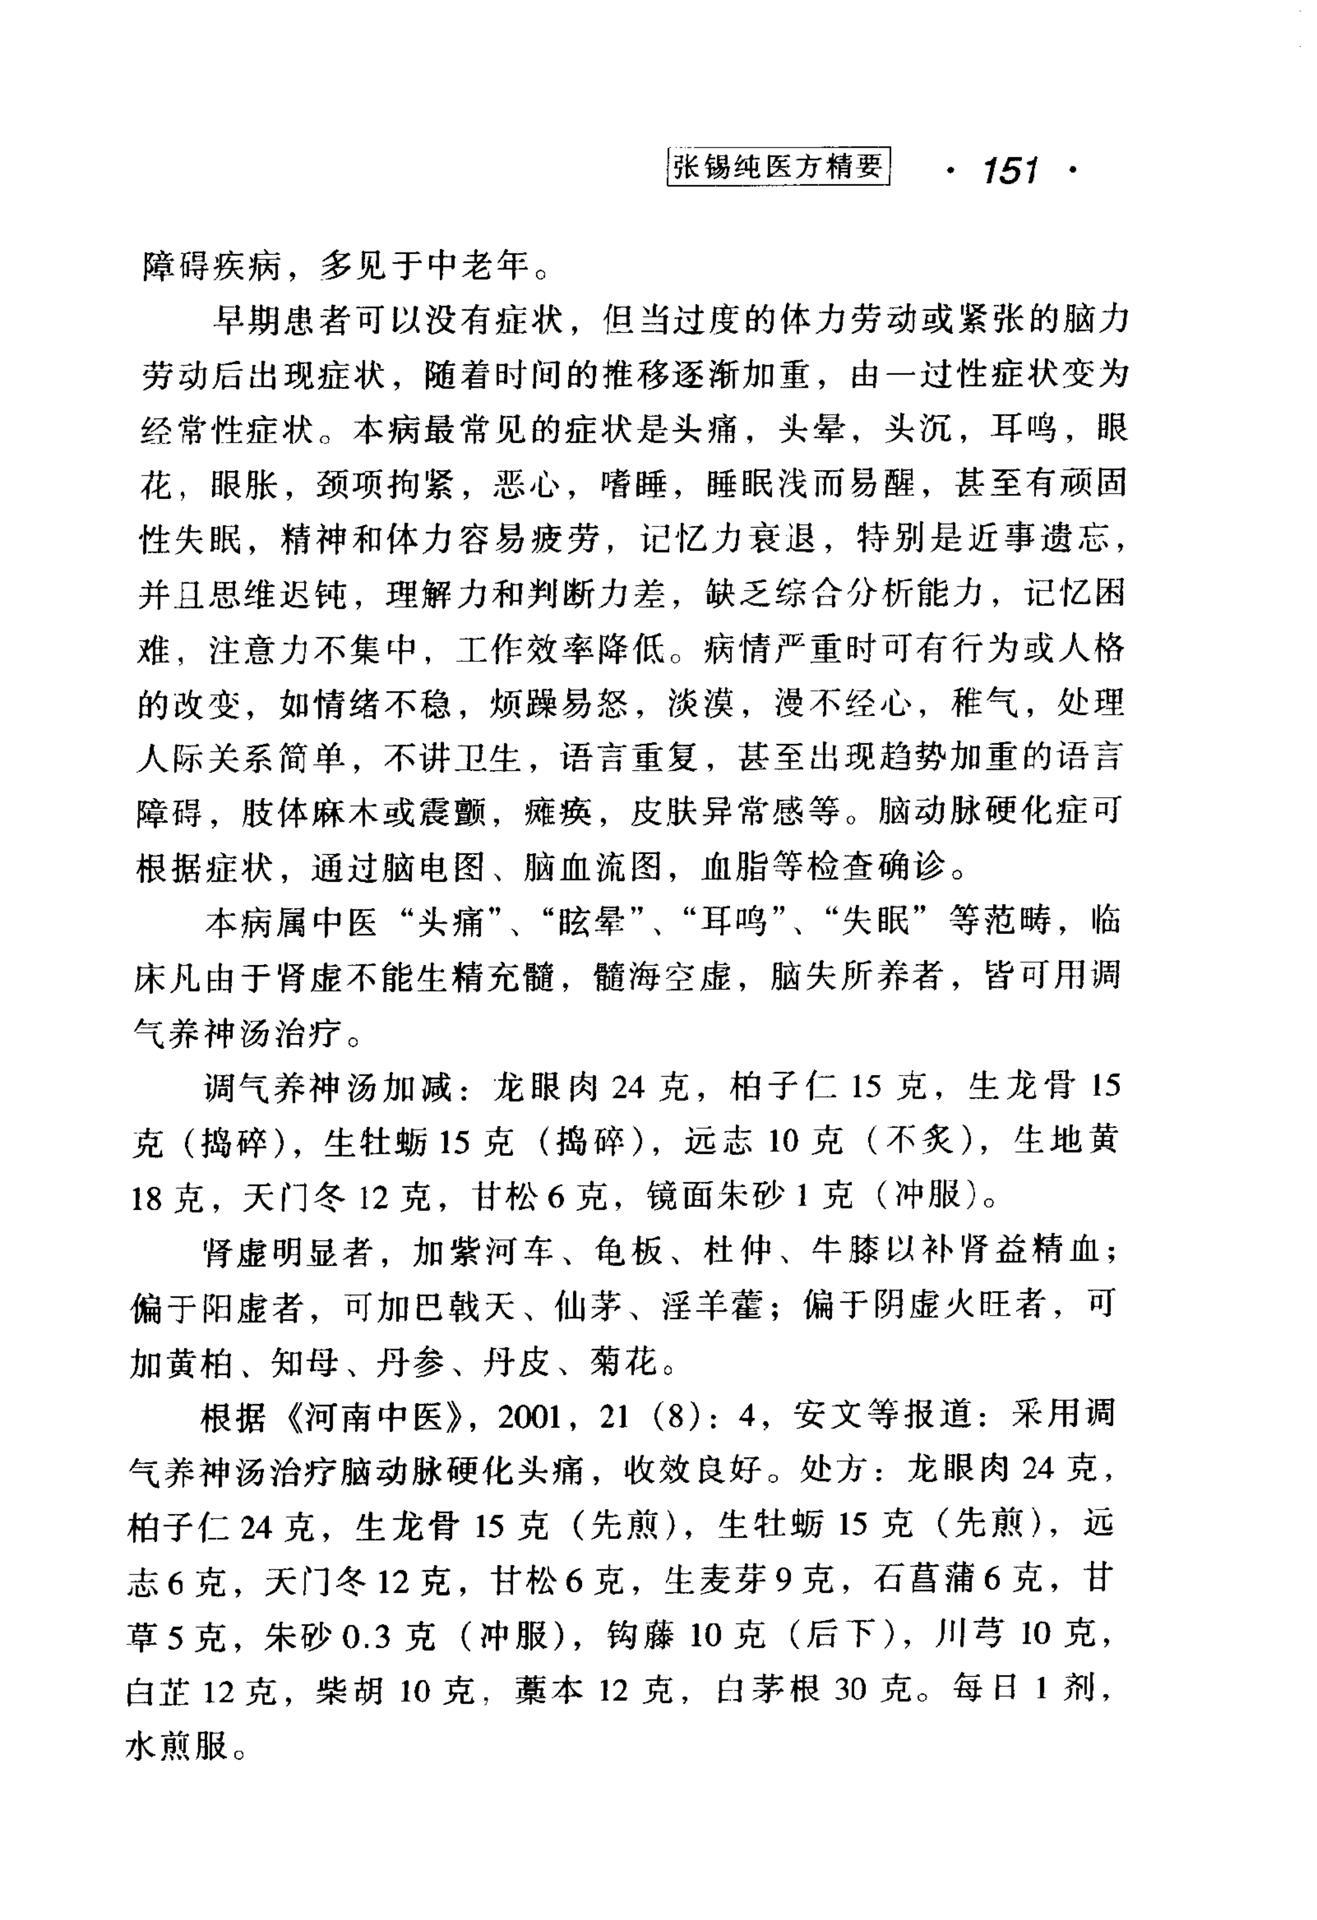 张锡纯医方精要 · 151 ·
障碍疾病，多见于中老年。
早期患者可以没有症状，但当过度的体力劳动或紧张的脑力
劳动后出现症状，随着时间的推移逐渐加重，由一过性症状变为
经常性症状。本病最常见的症状是头痛，头晕，头沉，耳鸣，眼
花，眼胀，颈项拘紧，恶心，嗜睡，睡眠浅而易醒，甚至有顽固
性失眠，精神和体力容易疲劳，记忆力衰退，特别是近事遗忘，
并且思维迟钝，理解力和判断力差，缺乏综合分析能力，记忆困
难，注意力不集中，工作效率降低。病情严重时可有行为或人格
的改变，如情绪不稳，烦躁易怒，淡漠，漫不经心，稚气，处理
人际关系简单，不讲卫生，语言重复，甚至出现趋势加重的语言
障碍，肢体麻木或震颤，瘫痪，皮肤异常感等。脑动脉硬化症可
根据症状，通过脑电图、脑血流图，血脂等检查确诊。
本病属中医“头痛”、“眩晕”、“耳鸣”、“失眠”等范畴，临
床凡由于肾虚不能生精充髓，髓海空虚，脑失所养者，皆可用调
气养神汤治疗。
调气养神汤加减：龙眼肉 24 克，柏子仁 15 克，生龙骨 15
克（捣碎），生牡蛎 15 克（捣碎），远志 10 克（不炙），生地黄
18 克，天门冬 12 克，甘松 6 克，镜面朱砂 1 克（冲服）。
肾虚明显者，加紫河车、龟板、杜仲、牛膝以补肾益精血；
偏于阳虚者，可加巴戟天、仙茅、淫羊藿；偏于阴虚火旺者，可
加黄柏、知母、丹参、丹皮、菊花。
根据《河南中医》，2001，21（8）：4，安文等报道：采用调
气养神汤治疗脑动脉硬化头痛，收效良好。处方：龙眼肉 24 克，
柏子仁 24 克，生龙骨 15 克（先煎），生牡蛎 15 克（先煎），远
志 6 克，天门冬 12 克，甘松 6 克，生麦芽 9 克，石菖蒲 6 克，甘
草 5 克，朱砂 0.3 克（冲服），钩藤 10 克（后下），川芎 10 克，
白芷 12 克，柴胡 10 克，藁本 12 克，白茅根 30 克。每日 1 剂，
水煎服。